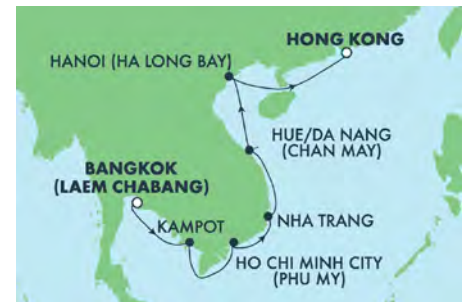 HONG KONG
HANOI (HA LONG BAY)
HUE/DA NANG
(CHAN MAY)
BANGKOK
(LAEM CHABANG)
KAMPOT
NHA TRANG
HO CHI MINH CITY
(PHU MY)